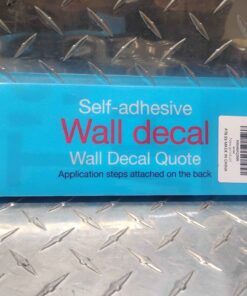 Self-adhesive
Wall decal
Wall Decal Quote
Application steps attached on the back